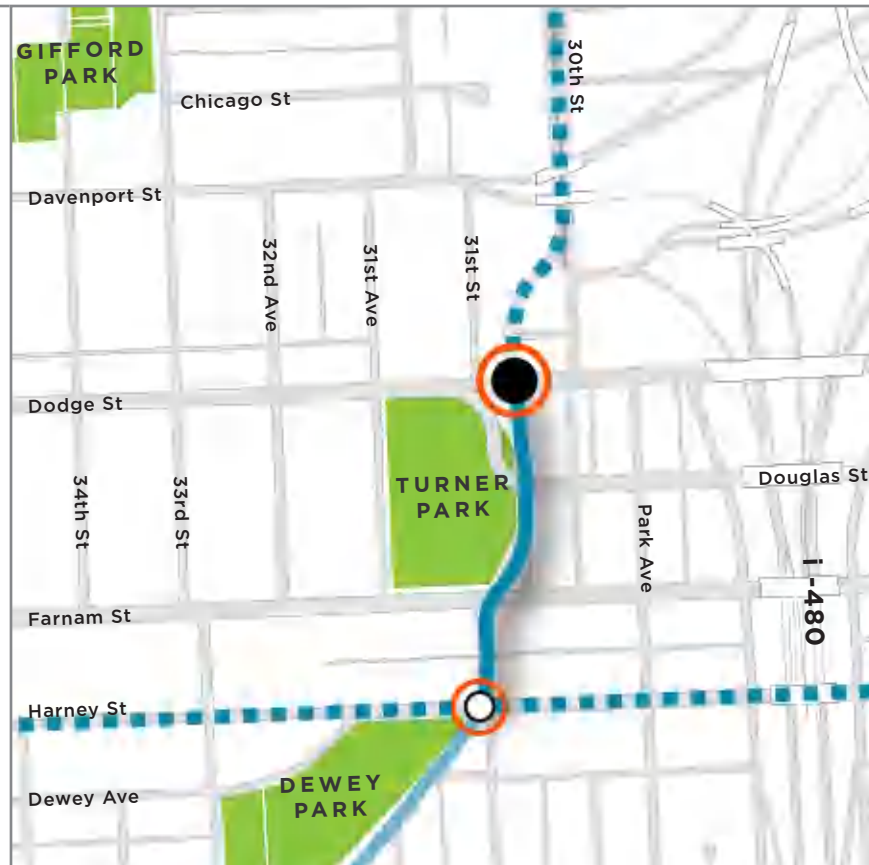 GIFFORD
PARK
30th St
Chicago St
Davenport St
32nd Ave
31st Ave
31st St
Dodge St
TURNER
PARK
Douglas St
34th St
33rd St
Park Ave
i -480
Farnam St
Harney St
DEWEY
PARK
Dewey Ave